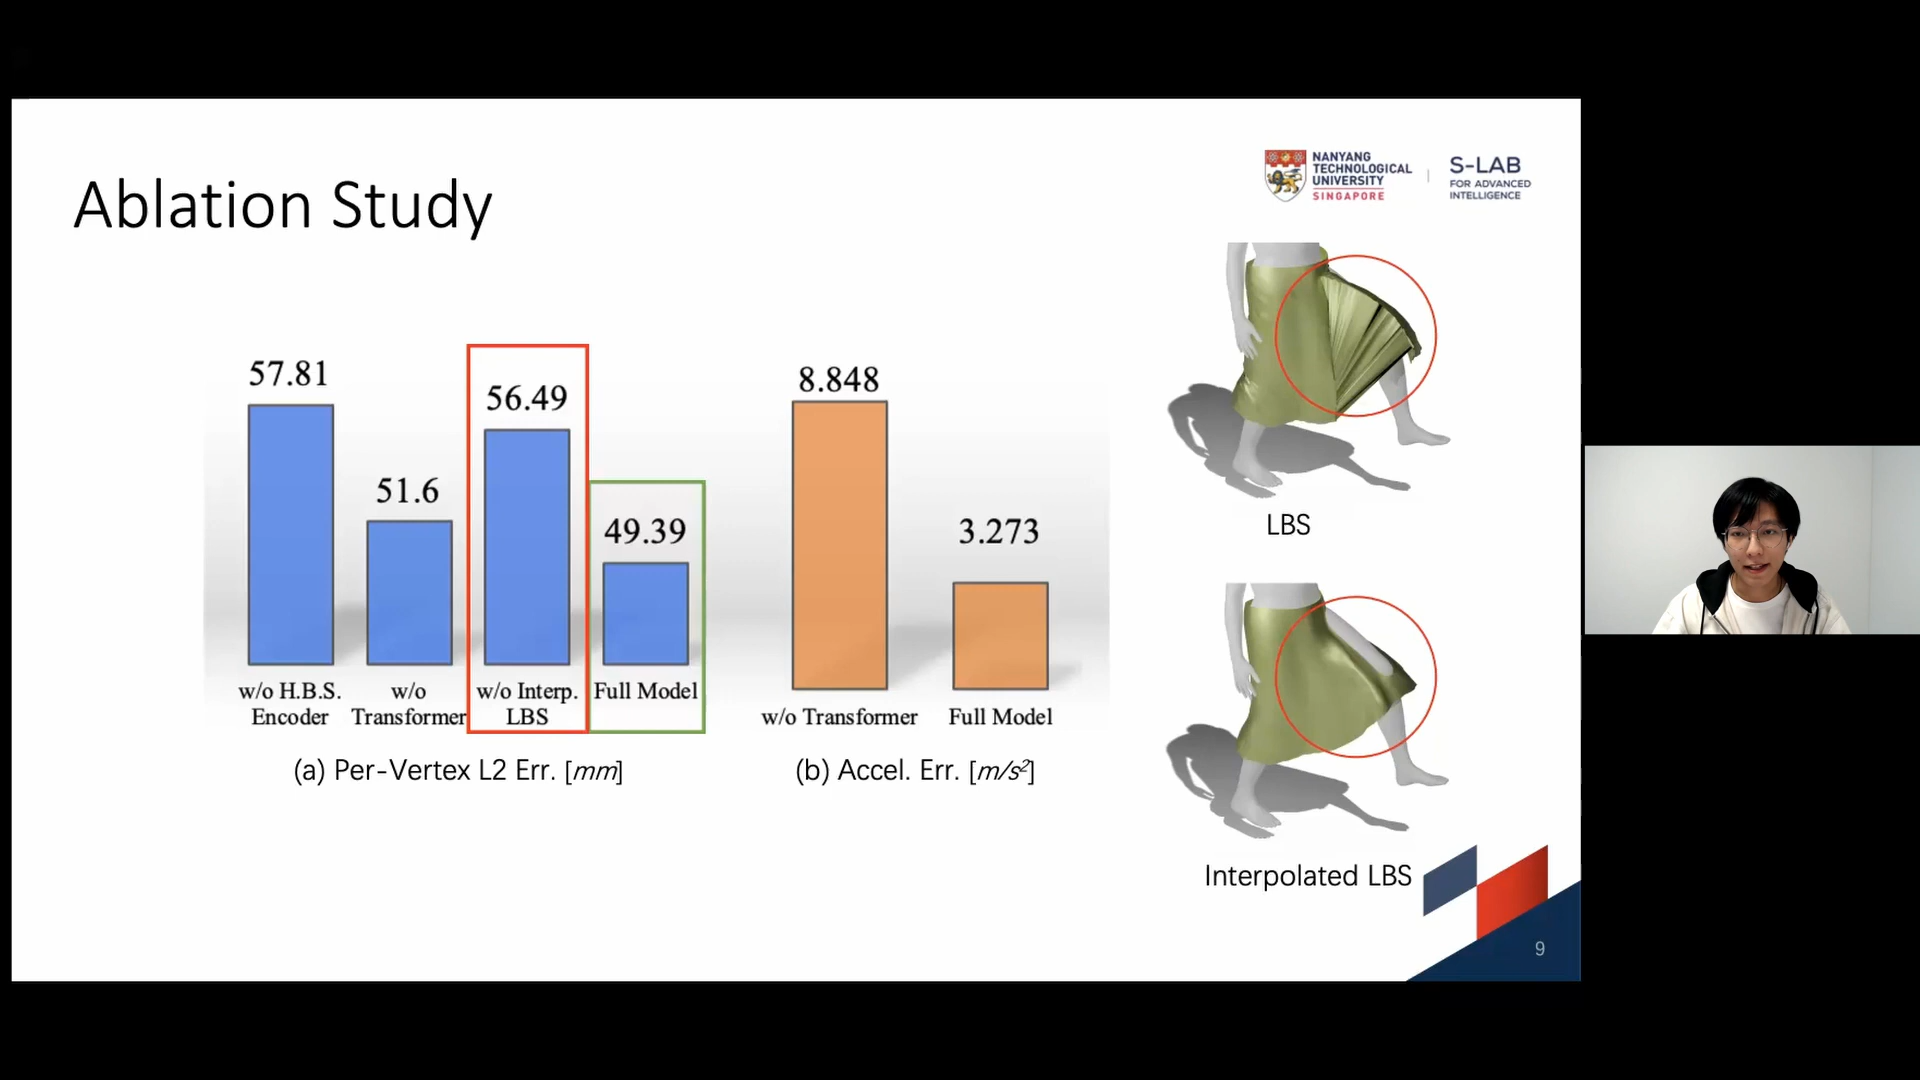 Ablation Study
NANYANG
TECHNOLOGICAL
UNIVERSITY
SINGAPORE
S-LAB
FOR ADVANCED
INTELLIGENCE
57.81
51.6
56.49
49.39
w/o H.B.S.
Encoder
w/o
Transformer
w/o Interp.
LBS
Full Model
(a) Per-Vertex L2 Err. [mm]
8.848
3.273
w/o Transformer
Full Model
(b) Accel. Err. [m/s²]
LBS
Interpolated LBS
9